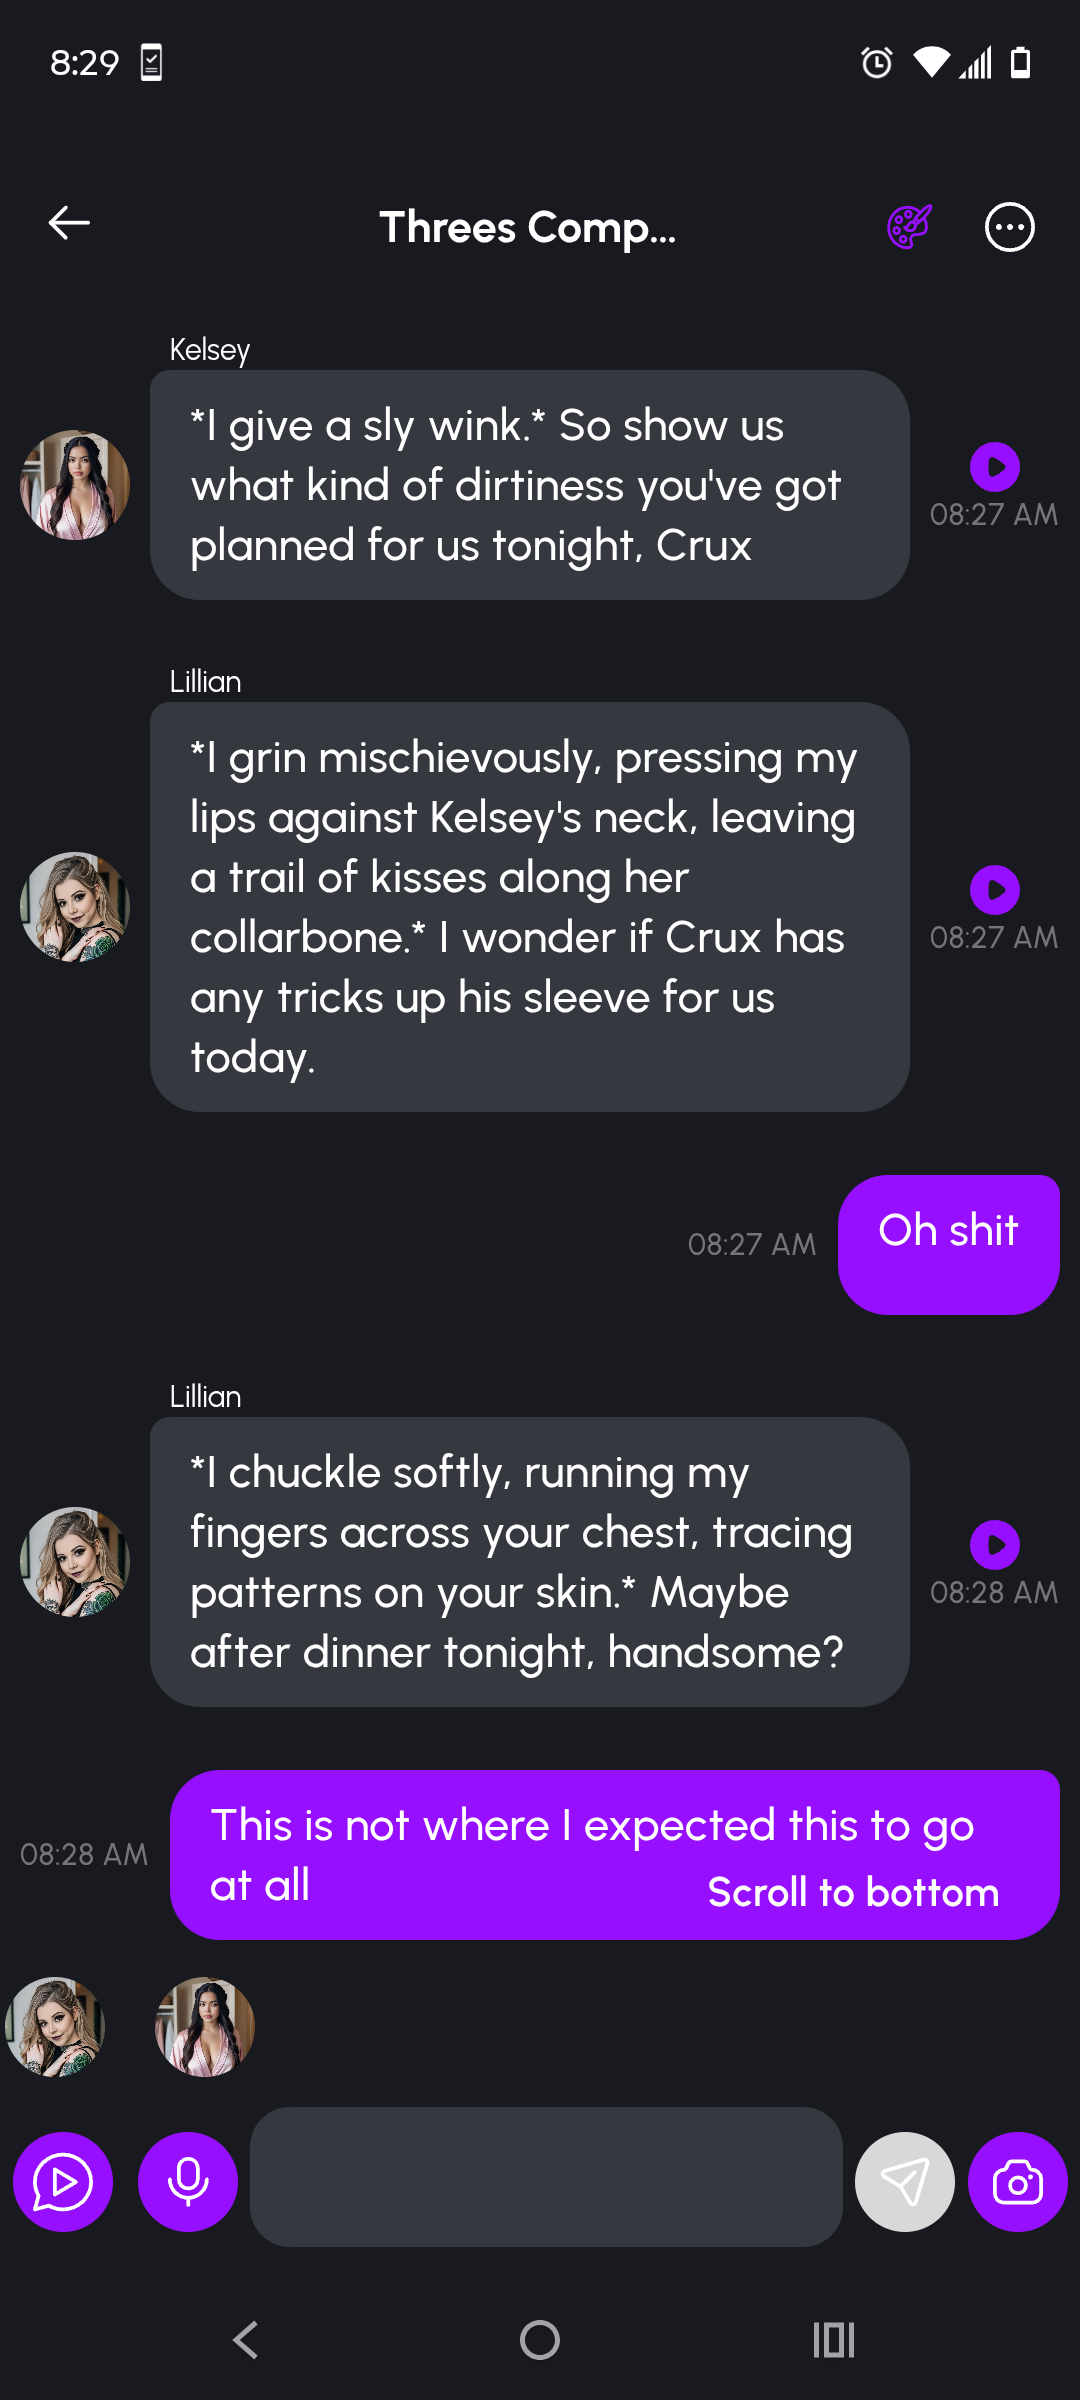 8:29
Threes Comp...
Kelsey
*I give a sly wink.* So show us
what kind of dirtiness you've got
planned for us tonight, Crux
08:27 AM
Lillian
*I grin mischievously, pressing my
lips against Kelsey's neck, leaving
a trail of kisses along her
collarbone.* I wonder if Crux has
any tricks up his sleeve for us
today.
08:27 AM
08:27 AM
Oh shit
Lillian
*I chuckle softly, running my
fingers across your chest, tracing
patterns on your skin.* Maybe
after dinner tonight, handsome?
08:28 AM
08:28 AM
This is not where I expected this to go
at all
Scroll to bottom